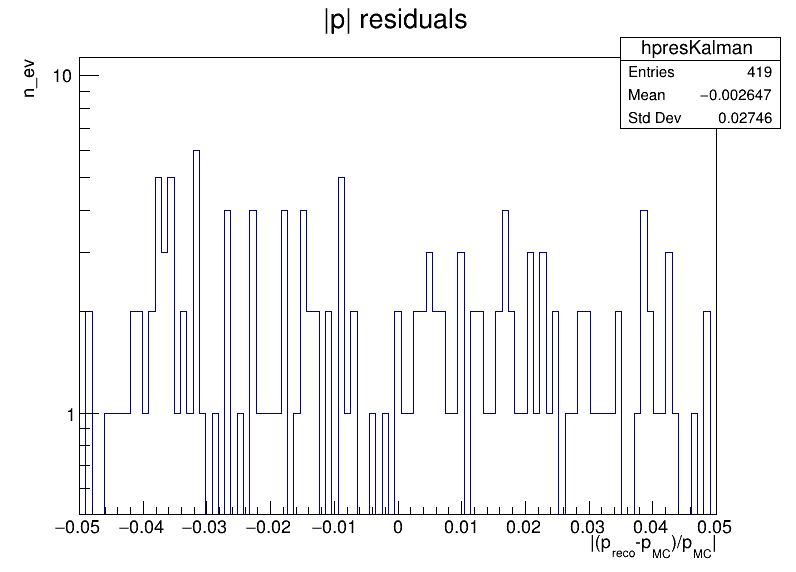 |p| residuals
hpresKalman
Entries 419
Mean −0.002647
Std Dev 0.02746
n_ev
10
1
−0.05 −0.04 −0.03 −0.02 −0.01 0 0.01 0.02 0.03 0.04 0.05
|(p_reco-p_MC)/p_MC|